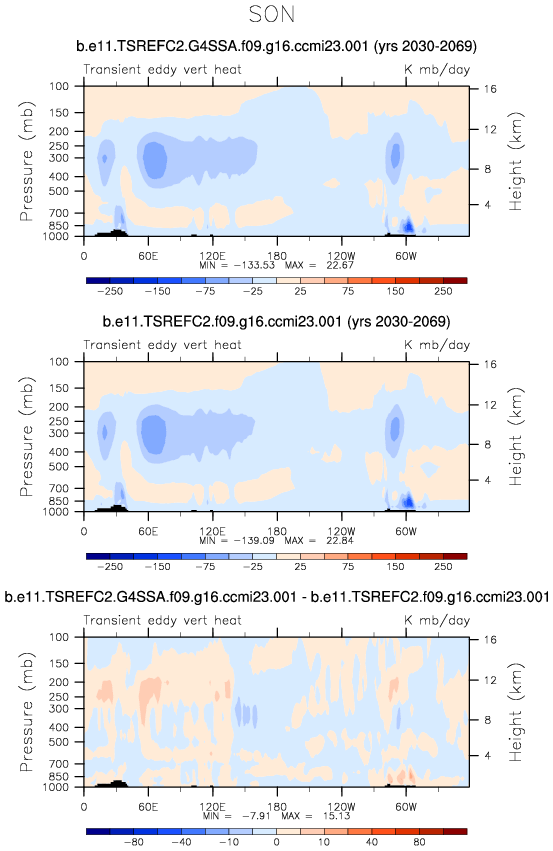 SON
b.e11.TSREFC2.G4SSA.f09.g16.ccmi23.001 (yrs 2030-2069)
Transient eddy vert heat K mb/day
Pressure (mb)
100
150
200
250
300
400
500
700
850
1000
16
12
8
4
Height (km)
0 60E 120E 180 120W 60W
MIN = -133.53 MAX = 22.67
-250 -150 -75 -25 25 75 150 250
b.e11.TSREFC2.f09.g16.ccmi23.001 (yrs 2030-2069)
Transient eddy vert heat K mb/day
Pressure (mb)
100
150
200
250
300
400
500
700
850
1000
16
12
8
4
Height (km)
0 60E 120E 180 120W 60W
MIN = -139.09 MAX = 22.84
-250 -150 -75 -25 25 75 150 250
b.e11.TSREFC2.G4SSA.f09.g16.ccmi23.001 - b.e11.TSREFC2.f09.g16.ccmi23.001
Transient eddy vert heat K mb/day
Pressure (mb)
100
150
200
250
300
400
500
700
850
1000
16
12
8
4
Height (km)
0 60E 120E 180 120W 60W
MIN = -7.91 MAX = 15.13
-80 -40 -10 0 10 40 80